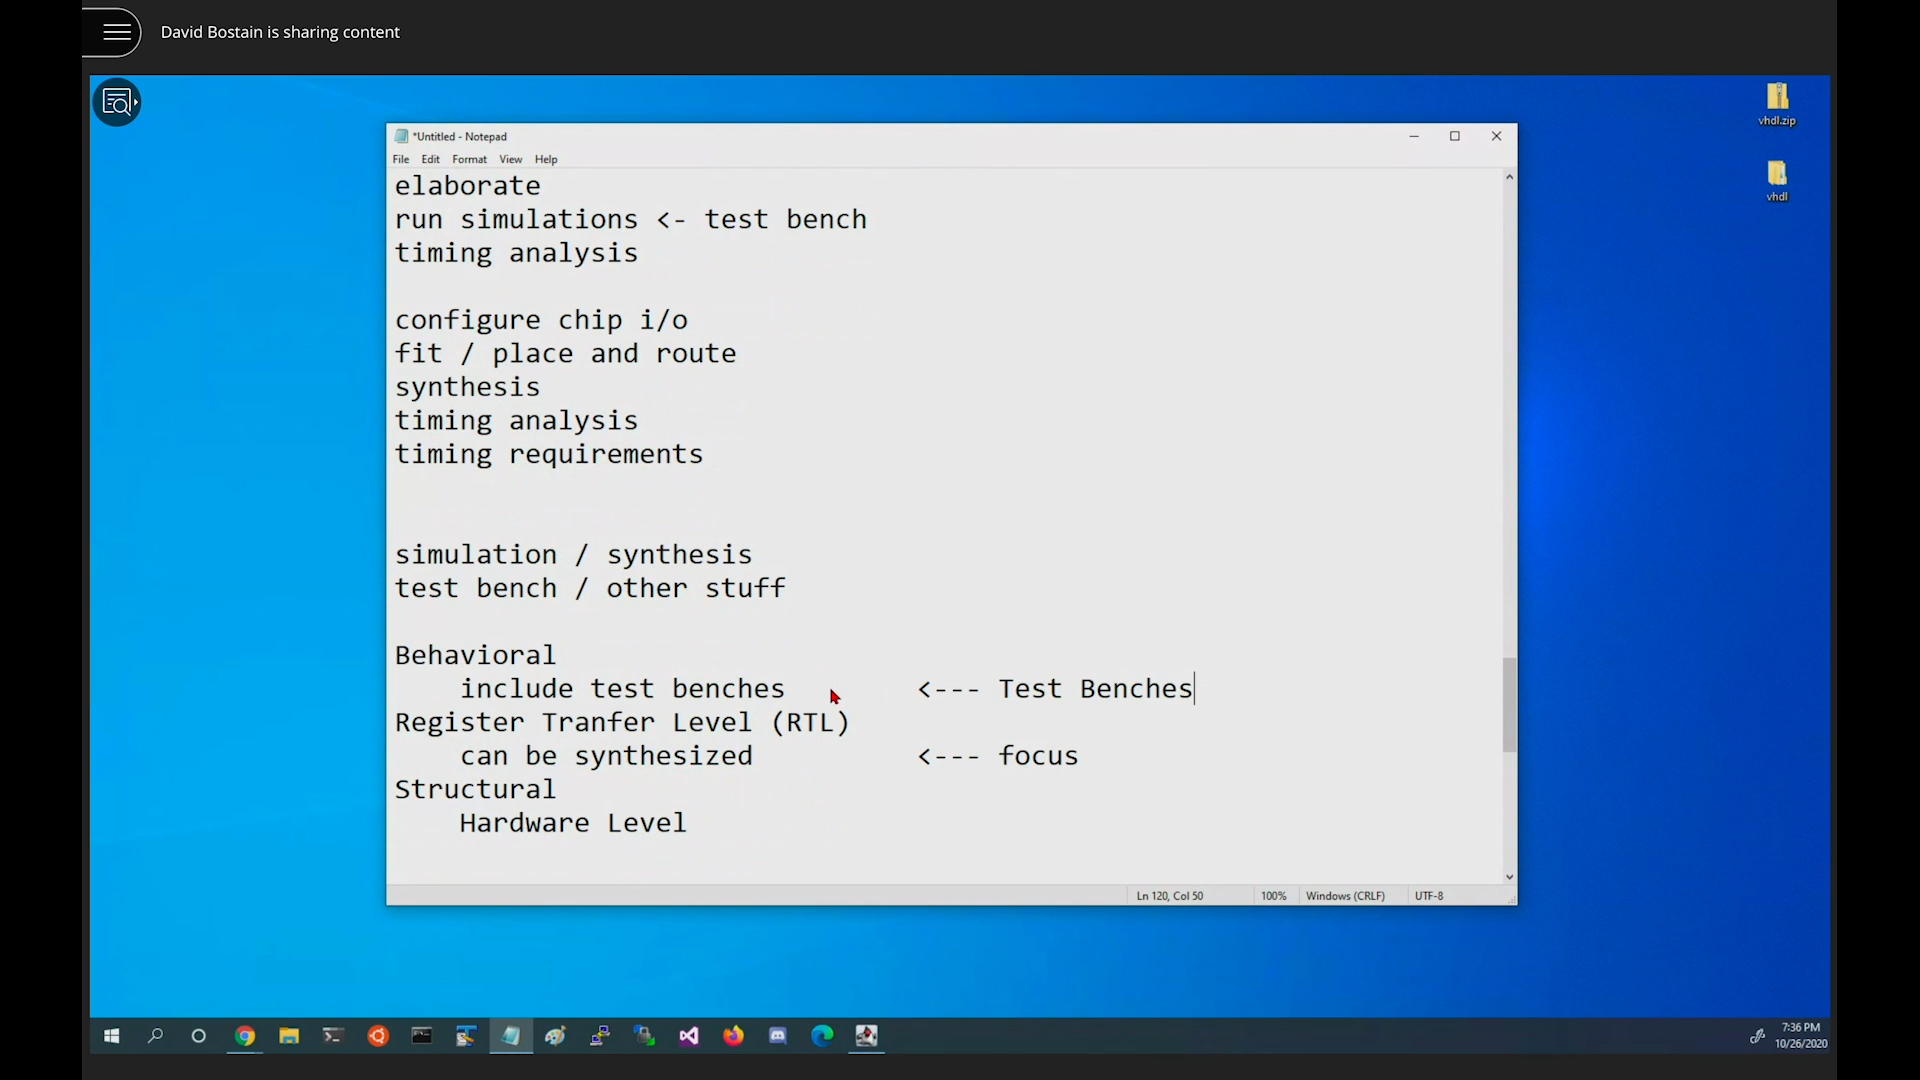 David Bostain is sharing content
vhdl.zip
vhdl
*Untitled - Notepad
File Edit Format View Help
elaborate
run simulations <- test bench
timing analysis
configure chip i/o
fit / place and route
synthesis
timing analysis
timing requirements
simulation / synthesis
test bench / other stuff
Behavioral
include test benches <--- Test Benches
Register Tranfer Level (RTL)
can be synthesized <--- focus
Structural
Hardware Level
Ln 120, Col 50 100% Windows (CRLF) UTF-8
7:36 PM
10/26/2020